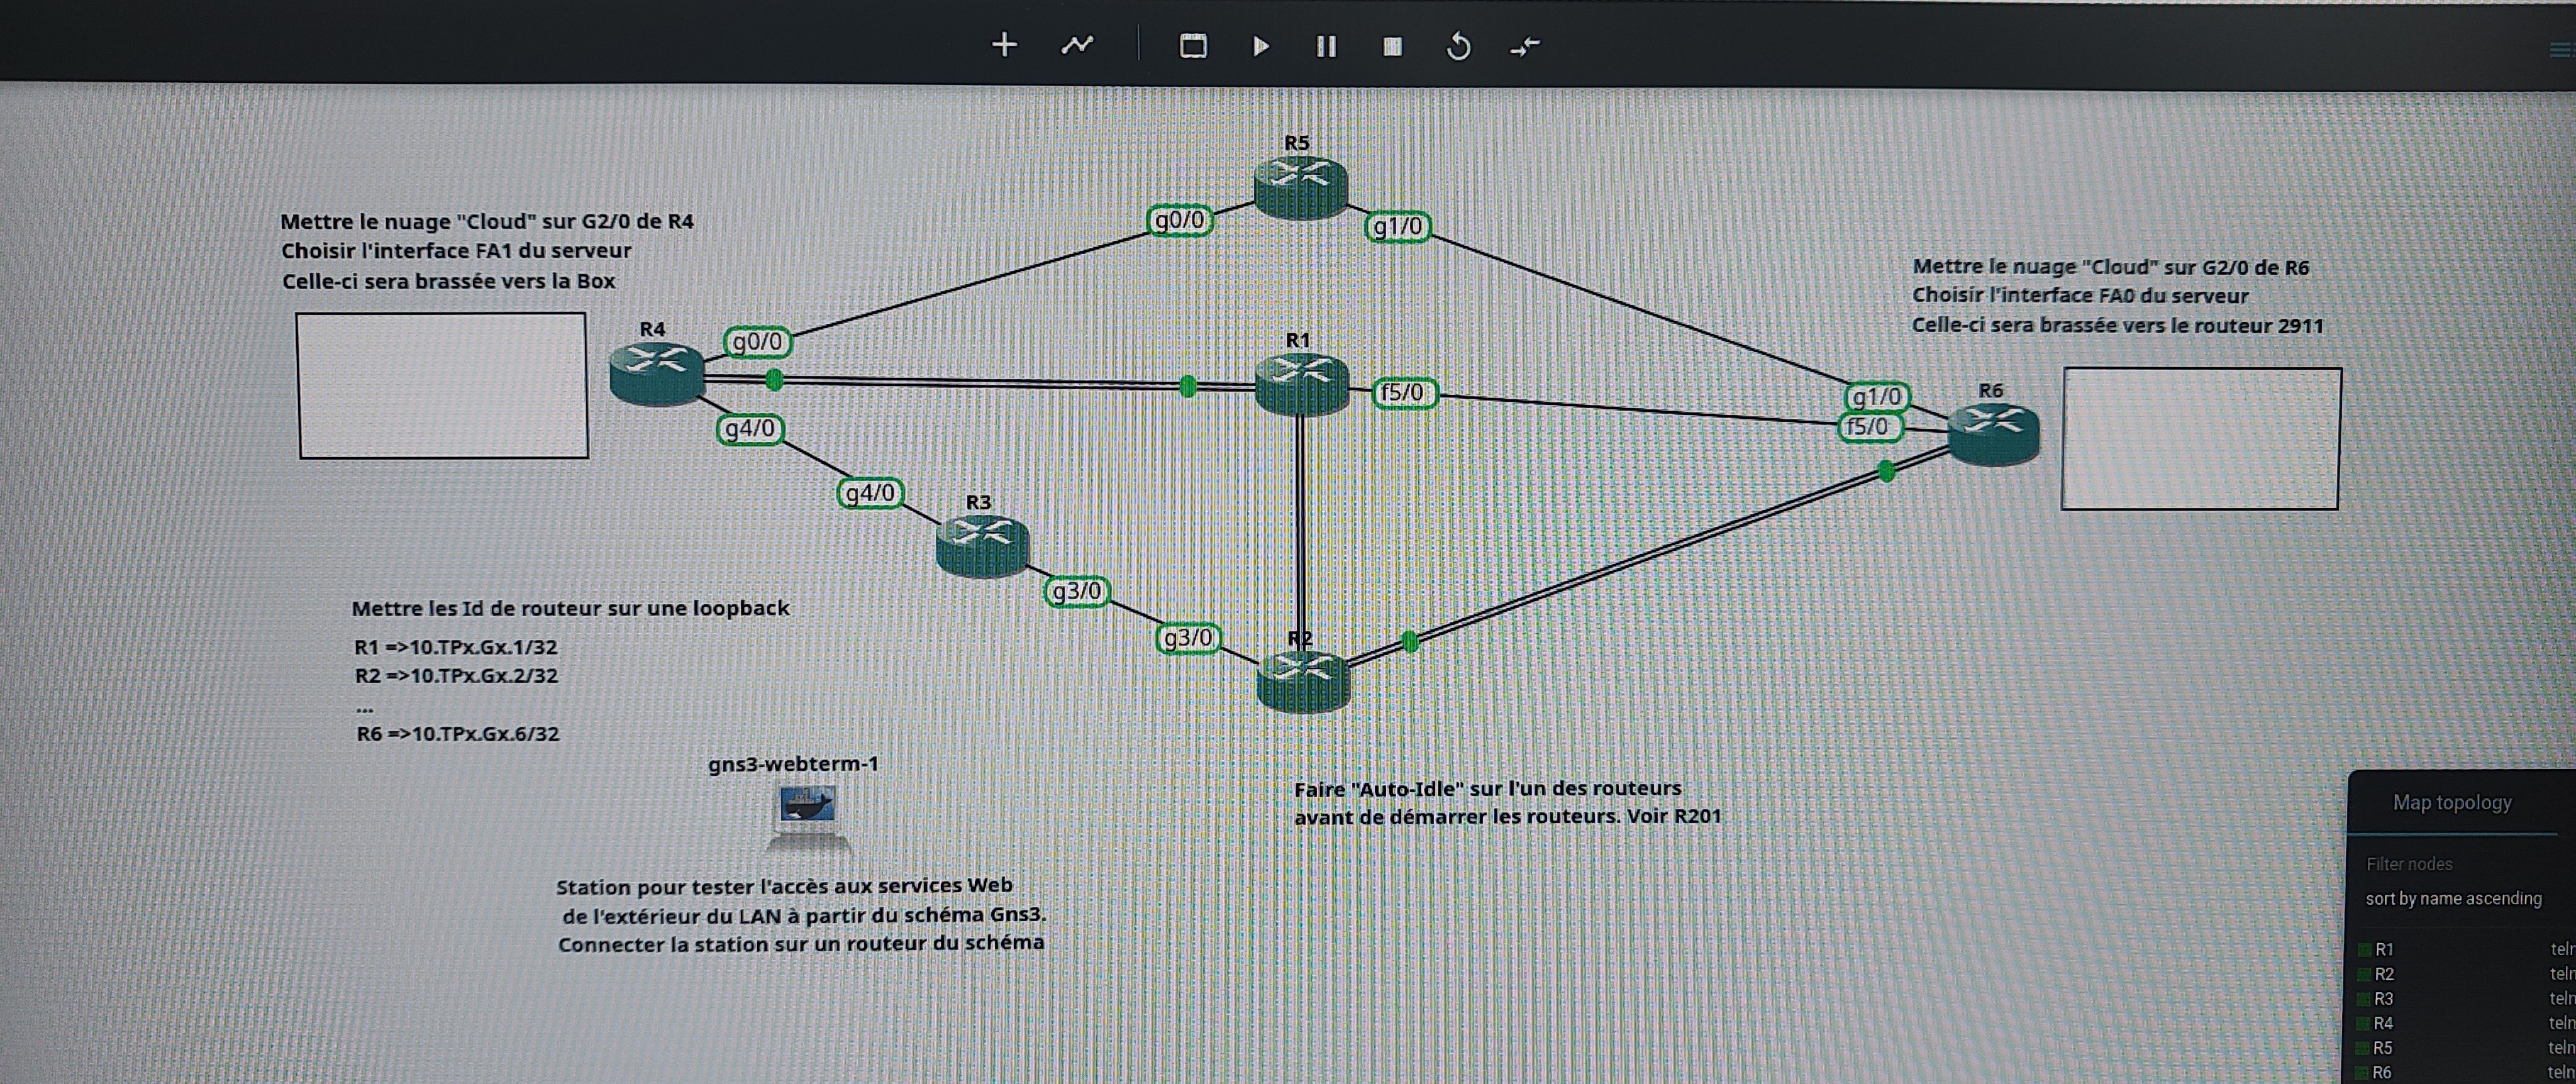 R5
g0/0
g1/0
Mettre le nuage "Cloud" sur G2/0 de R4
Choisir l'interface FA1 du serveur
Celle-ci sera brassée vers la Box
Mettre le nuage "Cloud" sur G2/0 de R6
Choisir l'interface FA0 du serveur
Celle-ci sera brassée vers le routeur 2911
R4
g0/0
R1
f5/0
g1/0
R6
f5/0
g4/0
g4/0
R3
g3/0
g3/0
R2
Mettre les Id de routeur sur une loopback
R1 =>10.TPx.Gx.1/32
R2 =>10.TPx.Gx.2/32
...
R6 =>10.TPx.Gx.6/32
gns3-webterm-1
Station pour tester l'accès aux services Web
de l'extérieur du LAN à partir du schéma Gns3.
Connecter la station sur un routeur du schéma
Faire "Auto-Idle" sur l'un des routeurs
avant de démarrer les routeurs. Voir R201
Map topology
Filter nodes
sort by name ascending
R1 teln
R2 teln
R3 teln
R4 teln
R5 teln
R6 teln